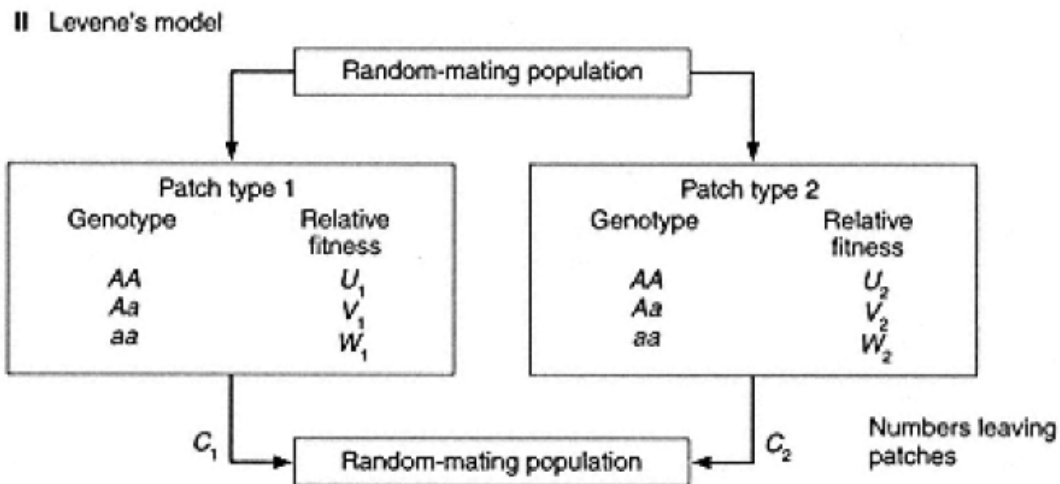 II Levene's model
Random-mating population
Patch type 1
Genotype Relative
fitness
AA U₁
Aa V₁
aa W₁
Patch type 2
Genotype Relative
fitness
AA U₂
Aa V₂
aa W₂
C₁
Random-mating population
C₂
Numbers leaving
patches